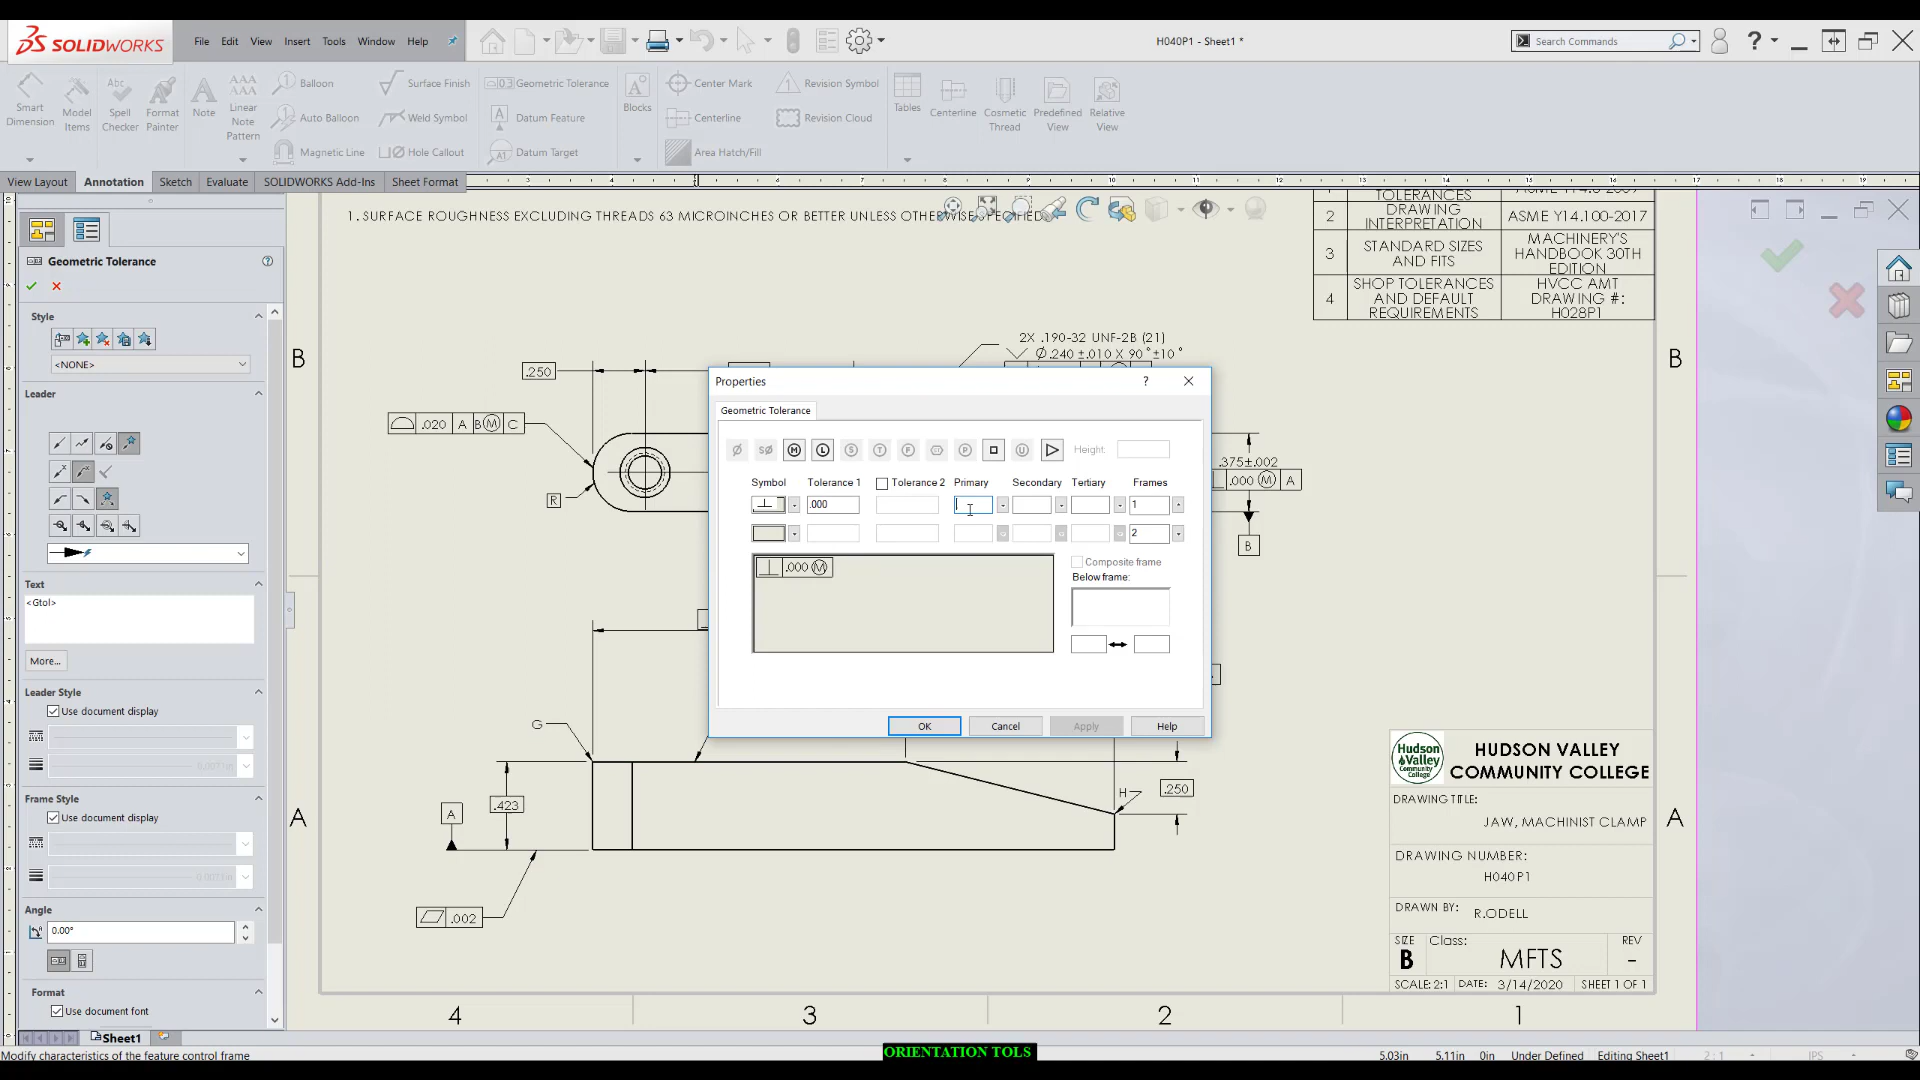 SOLIDWORKS
File Edit View Insert Tools Window Help
H040P1 - Sheet1 *
Search Commands
Smart Dimension
Model Items
Spell Checker
Format Painter
Note
Linear Note Pattern
Balloon
Auto Balloon
Magnetic Line
Surface Finish
Weld Symbol
Hole Callout
Geometric Tolerance
Datum Feature
Datum Target
Blocks
Center Mark
Centerline
Area Hatch/Fill
Revision Symbol
Revision Cloud
Tables
Centerline
Cosmetic Thread
Predefined View
Relative View
View Layout Annotation Sketch Evaluate SOLIDWORKS Add-Ins Sheet Format
Geometric Tolerance
Style
<NONE>
Leader
Text
<Gtol>
More...
Leader Style
Use document display
0.0071in
Frame Style
Use document display
0.0071in
Angle
0.00°
Format
Use document font
Sheet1
Modify characteristics of the feature control frame
1. SURFACE ROUGHNESS EXCLUDING THREADS 63 MICROINCHES OR BETTER UNLESS OTHERWISE SPECIFIED
TOLERANCES
2 DRAWING INTERPRETATION ASME Y14.100-2017
3 STANDARD SIZES AND FITS MACHINERY'S HANDBOOK 30TH EDITION
4 SHOP TOLERANCES AND DEFAULT REQUIREMENTS HVCC AMT DRAWING #: H028P1
B
B
.250
2X .190-32 UNF-2B (21)
Ø.240 ±.010 X 90°±10°
.020 A BⓂ C
R
.375±.002
.000 Ⓜ A
B
Properties
Geometric Tolerance
Height:
Symbol Tolerance 1 Tolerance 2 Primary Secondary Tertiary Frames
.000 1
2
.000 Ⓜ
Composite frame
Below frame:
OK Cancel Apply Help
G
.423
A
.002
H
.250
A
A
HUDSON VALLEY
COMMUNITY COLLEGE
Hudson Valley Community College
DRAWING TITLE:
JAW, MACHINIST CLAMP
DRAWING NUMBER:
H040P1
DRAWN BY: R.ODELL
SIZE B
Class: MFTS
REV -
SCALE: 2:1 DATE: 3/14/2020 SHEET 1 OF 1
4 3 2 1
ORIENTATION TOLS
5.03in 5.11in 0in Under Defined Editing Sheet1 2 : 1 IPS